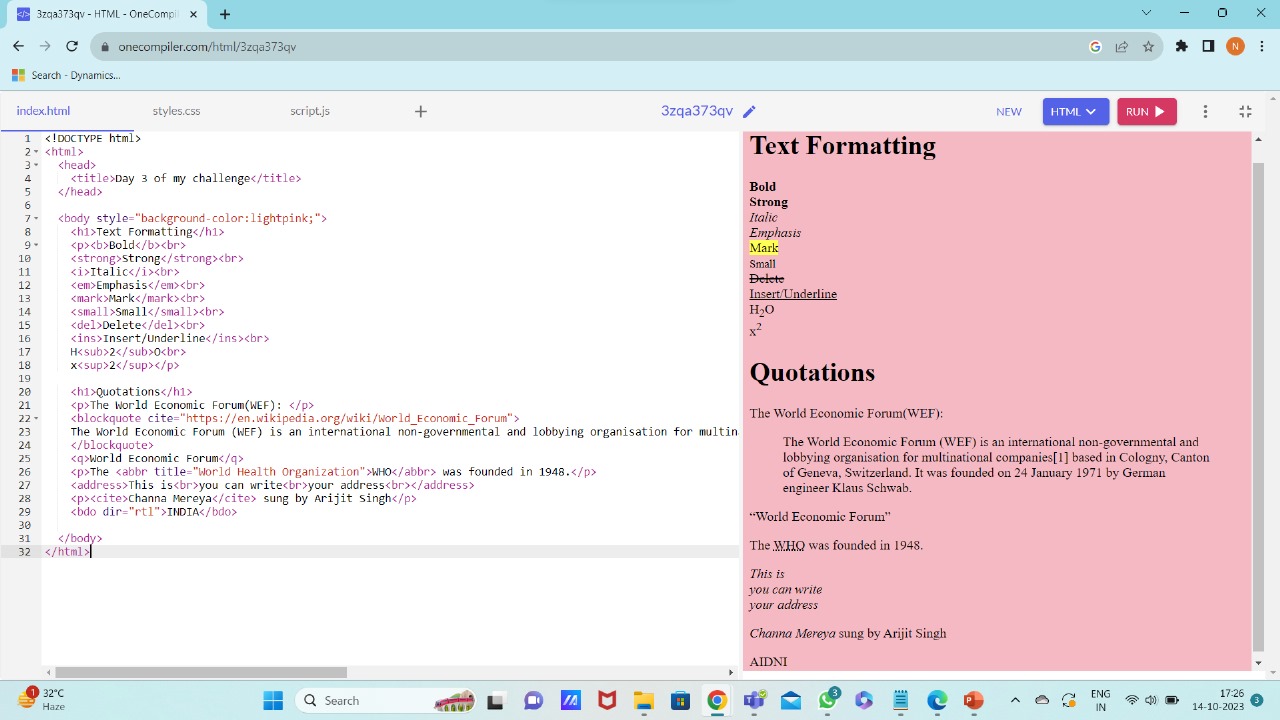 3zqa373qv - HTML - OneCompil
onecompiler.com/html/3zqa373qv
N
Search - Dynamics...
index.html styles.css script.js 3zqa373qv NEW HTML RUN
1 <!DOCTYPE html>
2 <html>
3 <head>
4 <title>Day 3 of my challenge</title>
5 </head>
6
7 <body style="background-color:lightpink;">
8 <h1>Text Formatting</h1>
9 <p><b>Bold</b><br>
10 <strong>Strong</strong><br>
11 <i>Italic</i><br>
12 <em>Emphasis</em><br>
13 <mark>Mark</mark><br>
14 <small>Small</small><br>
15 <del>Delete</del><br>
16 <ins>Insert/Underline</ins><br>
17 H<sub>2</sub>O<br>
18 x<sup>2</sup></p>
19
20 <h1>Quotations</h1>
21 <p>The World Economic Forum(WEF): </p>
22 <blockquote cite="https://en.wikipedia.org/wiki/World_Economic_Forum">
23 The World Economic Forum (WEF) is an international non-governmental and lobbying organisation for multin
24 </blockquote>
25 <q>World Economic Forum</q>
26 <p>The <abbr title="World Health Organization">WHO</abbr> was founded in 1948.</p>
27 <address>This is<br>you can write<br>your address<br></address>
28 <p><cite>Channa Mereya</cite> sung by Arijit Singh</p>
29 <bdo dir="rtl">INDIA</bdo>
30
31 </body>
32 </html>
Text Formatting
Bold
Strong
Italic
Emphasis
Mark
Small
Delete
Insert/Underline
H2O
x2
Quotations
The World Economic Forum(WEF):
The World Economic Forum (WEF) is an international non-governmental and
lobbying organisation for multinational companies[1] based in Cologny, Canton
of Geneva, Switzerland. It was founded on 24 January 1971 by German
engineer Klaus Schwab.
“World Economic Forum”
The WHO was founded in 1948.
This is
you can write
your address
Channa Mereya sung by Arijit Singh
AIDNI
1 32°C
Haze
Search
3
ENG
IN
17:26
14-10-2023
3